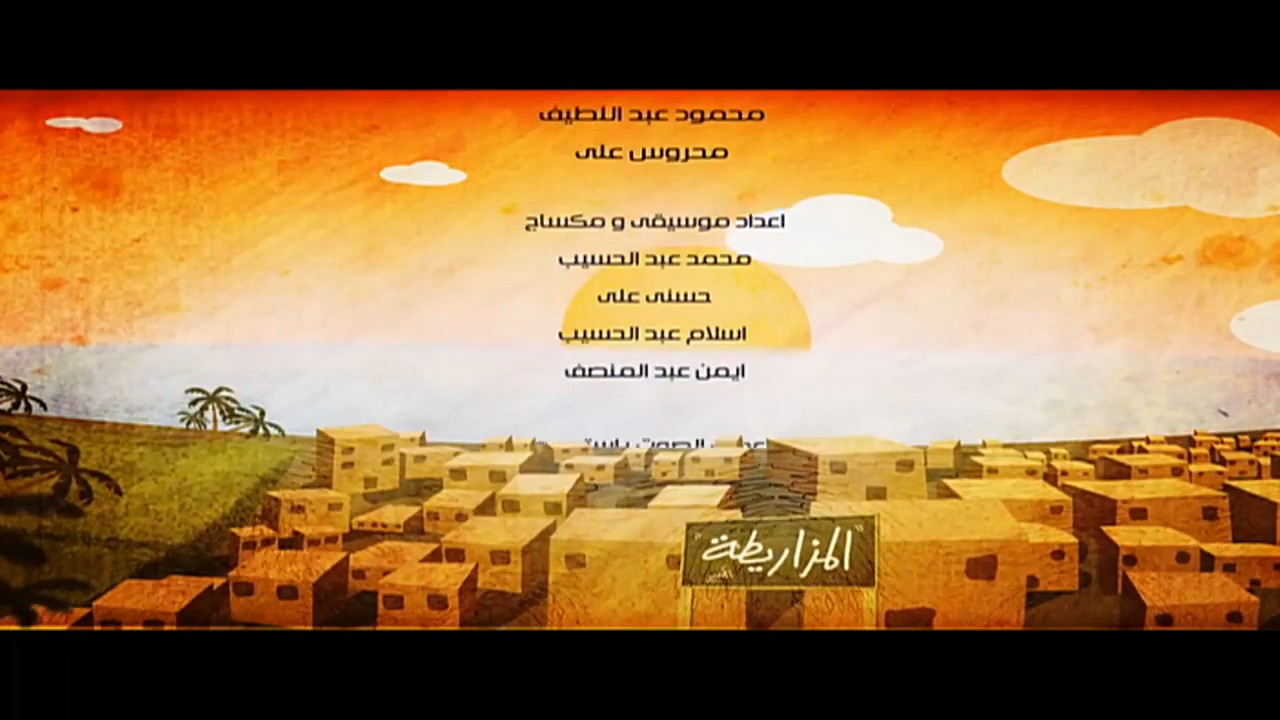 محمود عبد اللطيف
محروس على
اعداد موسيقى و مكساج
محمد عبد الحسيب
حسنى على
اسلام عبد الحسيب
ايمن عبد المنصف
"المزاريطة"